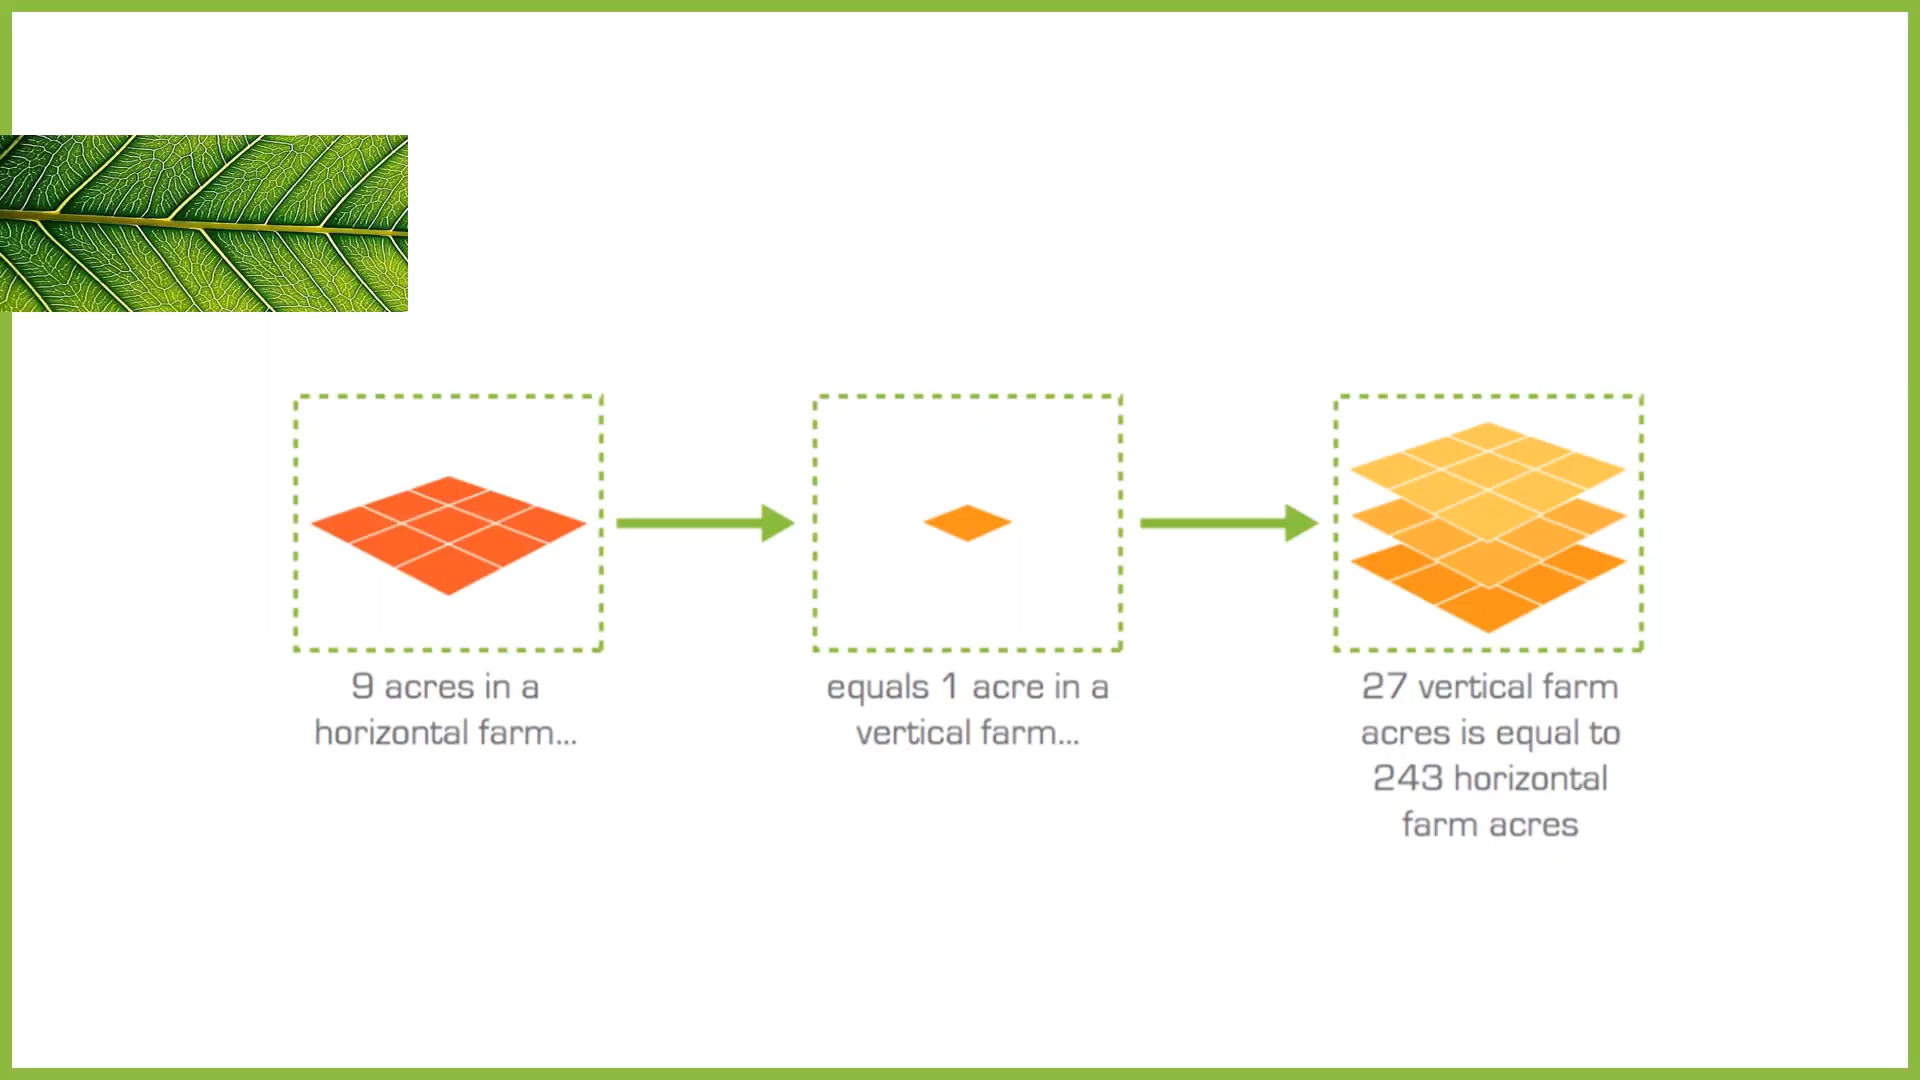 9 acres in a
horizontal farm...
equals 1 acre in a
vertical farm...
27 vertical farm
acres is equal to
243 horizontal
farm acres